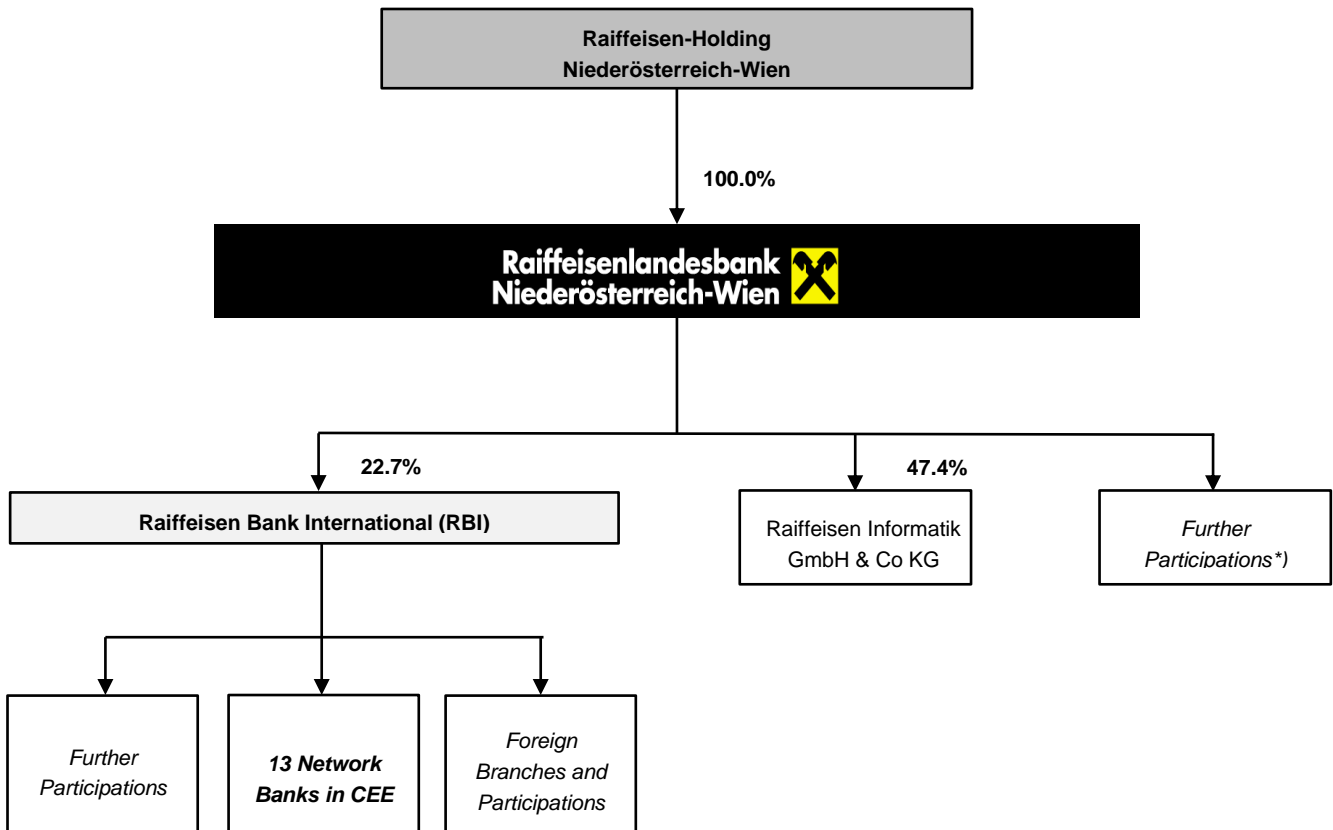 Raiffeisen-Holding
Niederösterreich-Wien
100.0%
Raiffeisenlandesbank
Niederösterreich-Wien
22.7%
47.4%
Raiffeisen Bank International (RBI)
Raiffeisen Informatik
GmbH & Co KG
Further
Participations*)
Further
Participations
13 Network
Banks in CEE
Foreign
Branches and
Participations